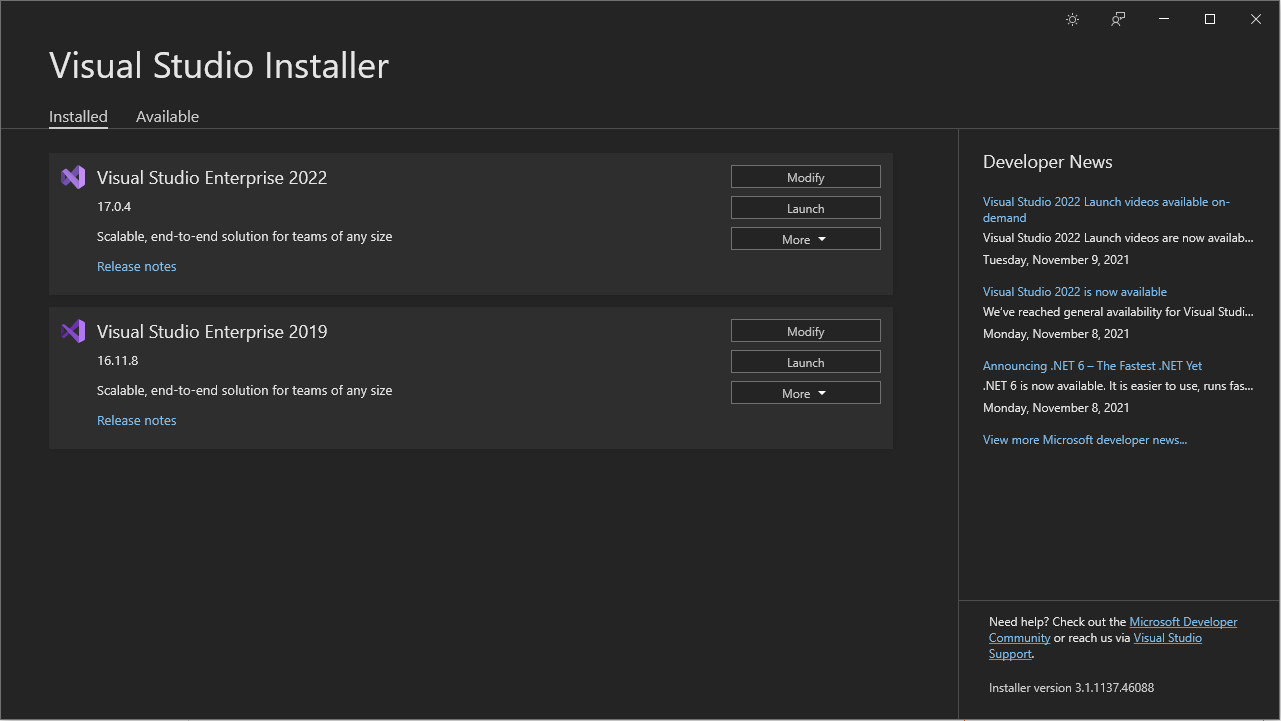 Visual Studio Installer
Installed
Available
Visual Studio Enterprise 2022
17.0.4
Scalable, end-to-end solution for teams of any size
Release notes
Modify
Launch
More
Visual Studio Enterprise 2019
16.11.8
Scalable, end-to-end solution for teams of any size
Release notes
Modify
Launch
More
Developer News
Visual Studio 2022 Launch videos available on-
demand
Visual Studio 2022 Launch videos are now availab...
Tuesday, November 9, 2021
Visual Studio 2022 is now available
We've reached general availability for Visual Studi...
Monday, November 8, 2021
Announcing .NET 6 – The Fastest .NET Yet
.NET 6 is now available. It is easier to use, runs fas...
Monday, November 8, 2021
View more Microsoft developer news...
Need help? Check out the Microsoft Developer
Community or reach us via Visual Studio
Support.
Installer version 3.1.1137.46088